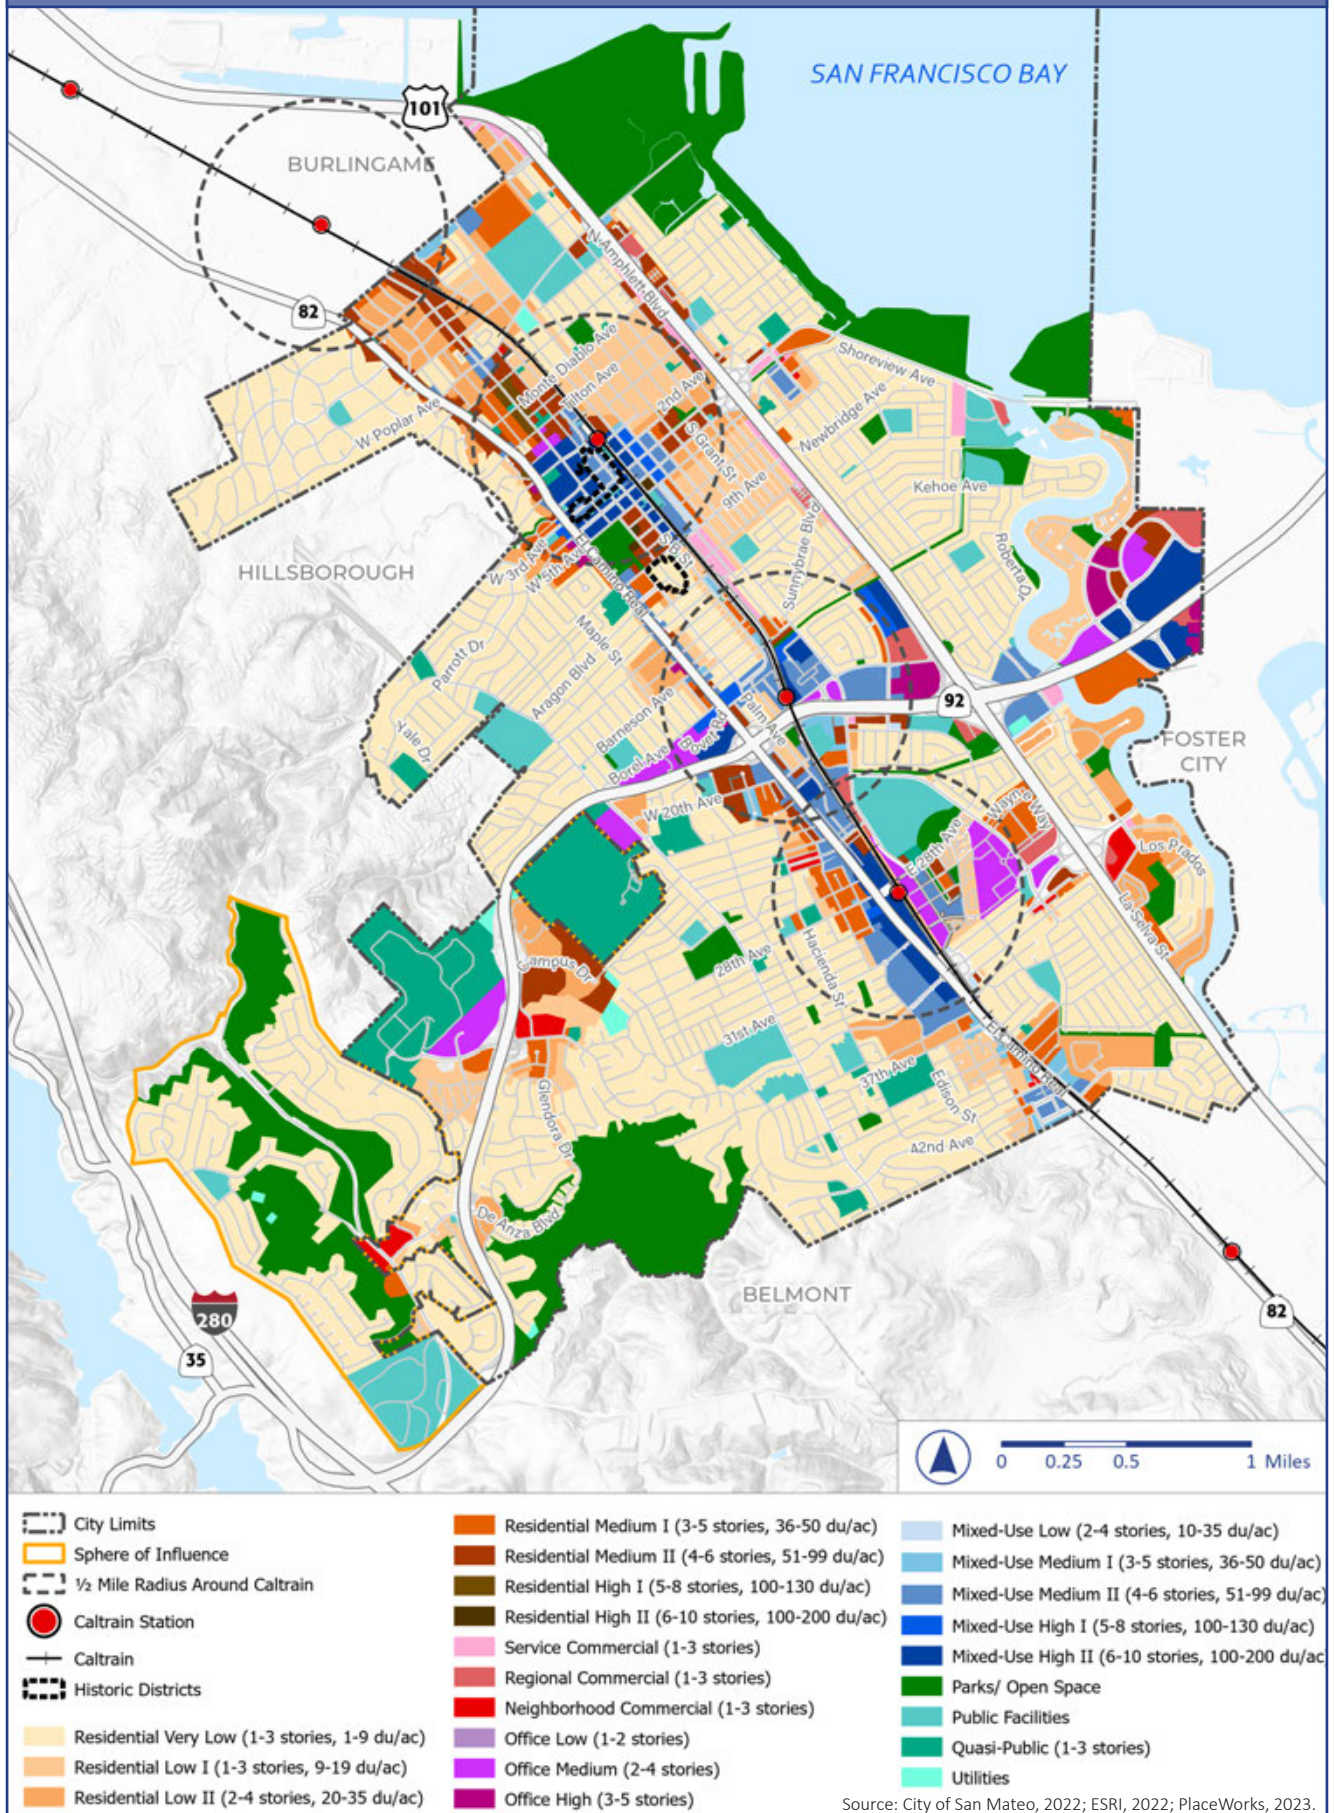 SAN FRANCISCO BAY
101
BURLINGAME
N Amphlett Blvd
82
Monte Diablo Ave
Tilton Ave
2nd Ave
Shoreview Ave
Newbridge Ave
W Poplar Ave
S Grant St
9th Ave
Kehoe Ave
Sunnybrae Blvd
Roberta Dr
S B St
HILLSBOROUGH
W 3rd Ave
W 5th Ave
El Camino Real
Maple St
Parrott Dr
Aragon Blvd
Yale Dr
Barneson Ave
Borel Ave
Bovet Rd
Palm Ave
92
FOSTER
CITY
W 20th Ave
Wayne Way
E 28th Ave
Los Prados
La Selva St
Campus Dr
28th Ave
Hacienda St
31st Ave
37th Ave
El Camino Real
Edison St
Glendora Dr
42nd Ave
De Anza Blvd
BELMONT
280
35
82
0 0.25 0.5 1 Miles
City Limits
Sphere of Influence
½ Mile Radius Around Caltrain
Caltrain Station
Caltrain
Historic Districts
Residential Very Low (1-3 stories, 1-9 du/ac)
Residential Low I (1-3 stories, 9-19 du/ac)
Residential Low II (2-4 stories, 20-35 du/ac)
Residential Medium I (3-5 stories, 36-50 du/ac)
Residential Medium II (4-6 stories, 51-99 du/ac)
Residential High I (5-8 stories, 100-130 du/ac)
Residential High II (6-10 stories, 100-200 du/ac)
Service Commercial (1-3 stories)
Regional Commercial (1-3 stories)
Neighborhood Commercial (1-3 stories)
Office Low (1-2 stories)
Office Medium (2-4 stories)
Office High (3-5 stories)
Mixed-Use Low (2-4 stories, 10-35 du/ac)
Mixed-Use Medium I (3-5 stories, 36-50 du/ac)
Mixed-Use Medium II (4-6 stories, 51-99 du/ac)
Mixed-Use High I (5-8 stories, 100-130 du/ac)
Mixed-Use High II (6-10 stories, 100-200 du/ac
Parks/ Open Space
Public Facilities
Quasi-Public (1-3 stories)
Utilities
Source: City of San Mateo, 2022; ESRI, 2022; PlaceWorks, 2023.